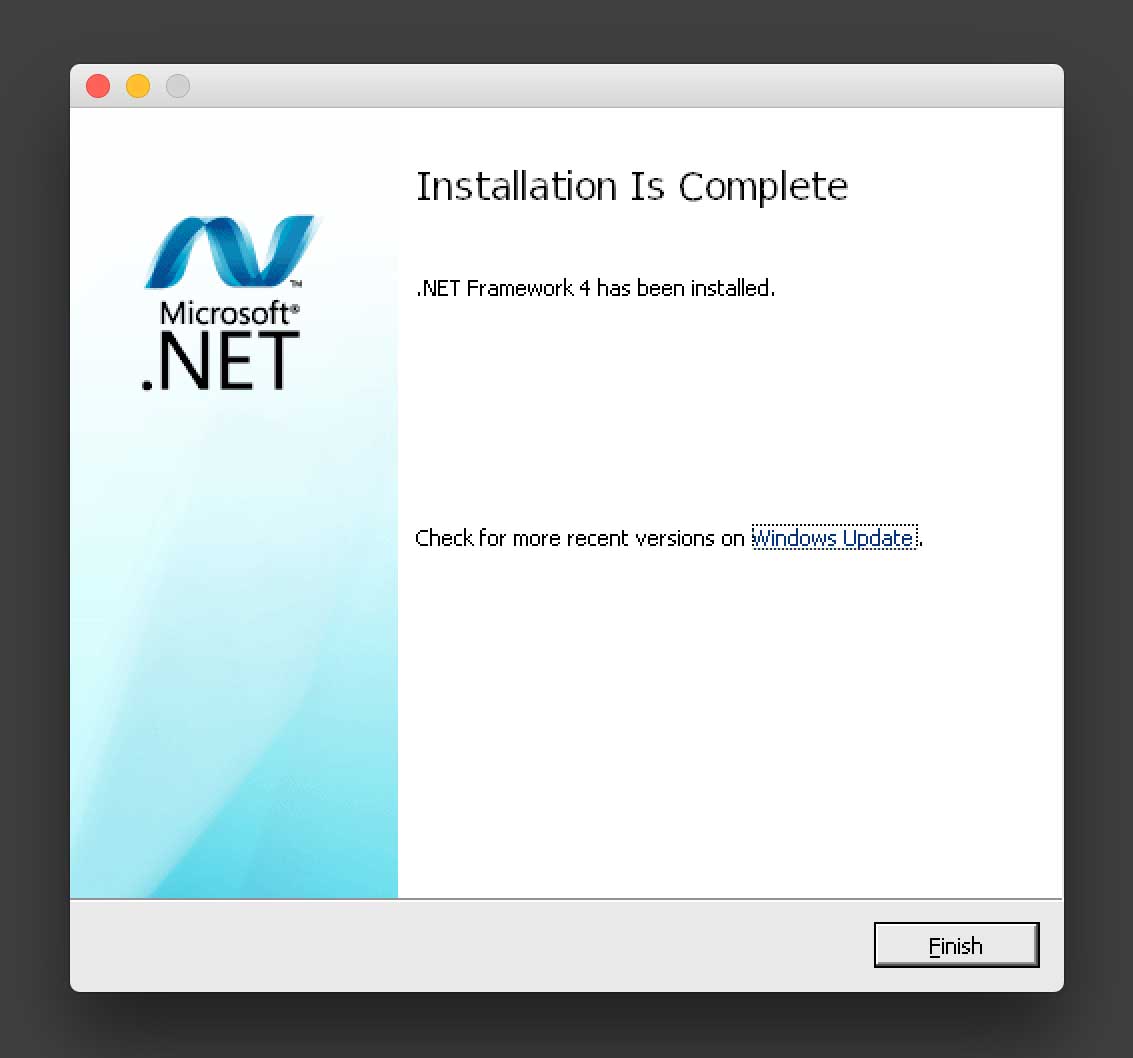 Installation Is Complete
™
Microsoft®
.NET
.NET Framework 4 has been installed.
Check for more recent versions on Windows Update.
Finish